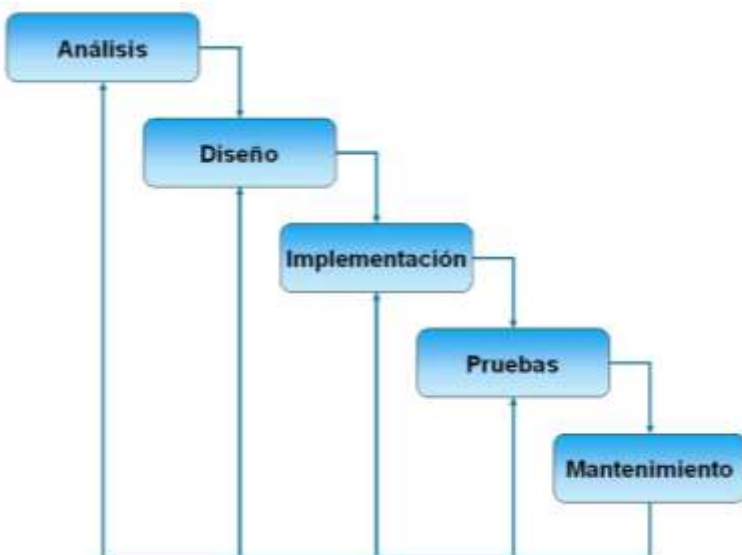 Análisis
Diseño
Implementación
Pruebas
Mantenimiento